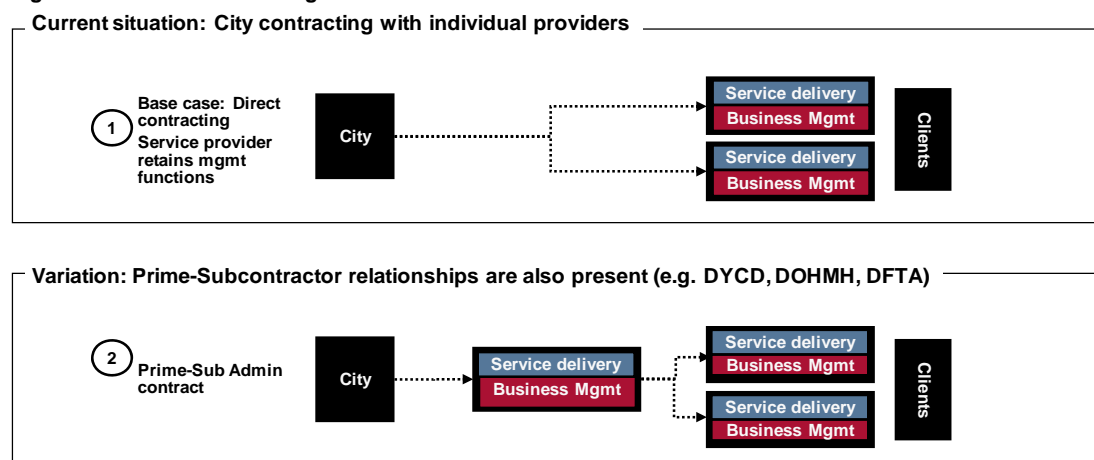 Current situation: City contracting with individual providers
1
Base case: Direct
contracting
Service provider
retains mgmt
functions
City
Service delivery
Business Mgmt
Service delivery
Business Mgmt
Clients
Variation: Prime-Subcontractor relationships are also present (e.g. DYCD, DOHMH, DFTA)
2
Prime-Sub Admin
contract
City
Service delivery
Business Mgmt
Service delivery
Business Mgmt
Service delivery
Business Mgmt
Clients